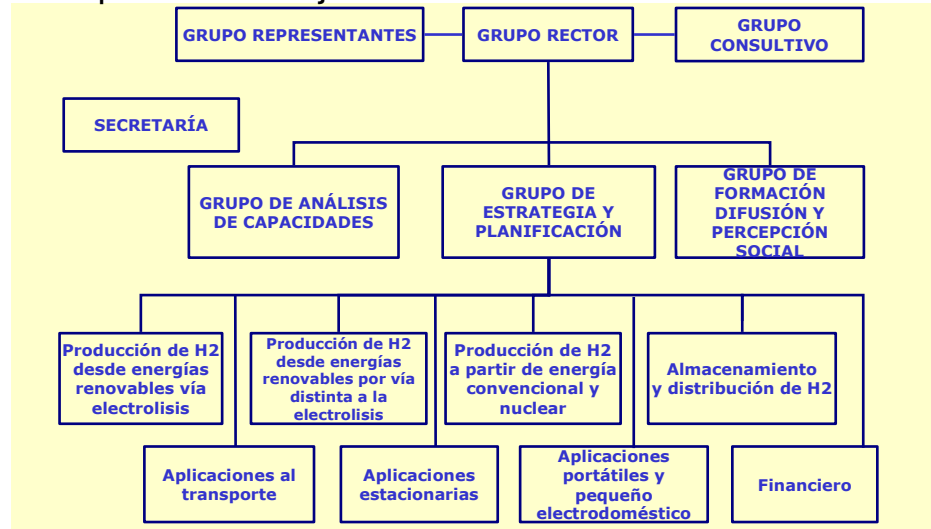 GRUPO REPRESENTANTES
GRUPO RECTOR
GRUPO
CONSULTIVO
SECRETARÍA
GRUPO DE ANÁLISIS
DE CAPACIDADES
GRUPO DE
ESTRATEGIA Y
PLANIFICACIÓN
GRUPO DE
FORMACIÓN
DIFUSIÓN Y
PERCEPCIÓN
SOCIAL
Producción de H2
desde energías
renovables vía
electrolisis
Producción de H2
desde energías
renovables por vía
distinta a la
electrolisis
Producción de H2
a partir de energía
convencional y
nuclear
Almacenamiento
y distribución de H2
Aplicaciones al
transporte
Aplicaciones
estacionarias
Aplicaciones
portátiles y
pequeño
electrodoméstico
Financiero